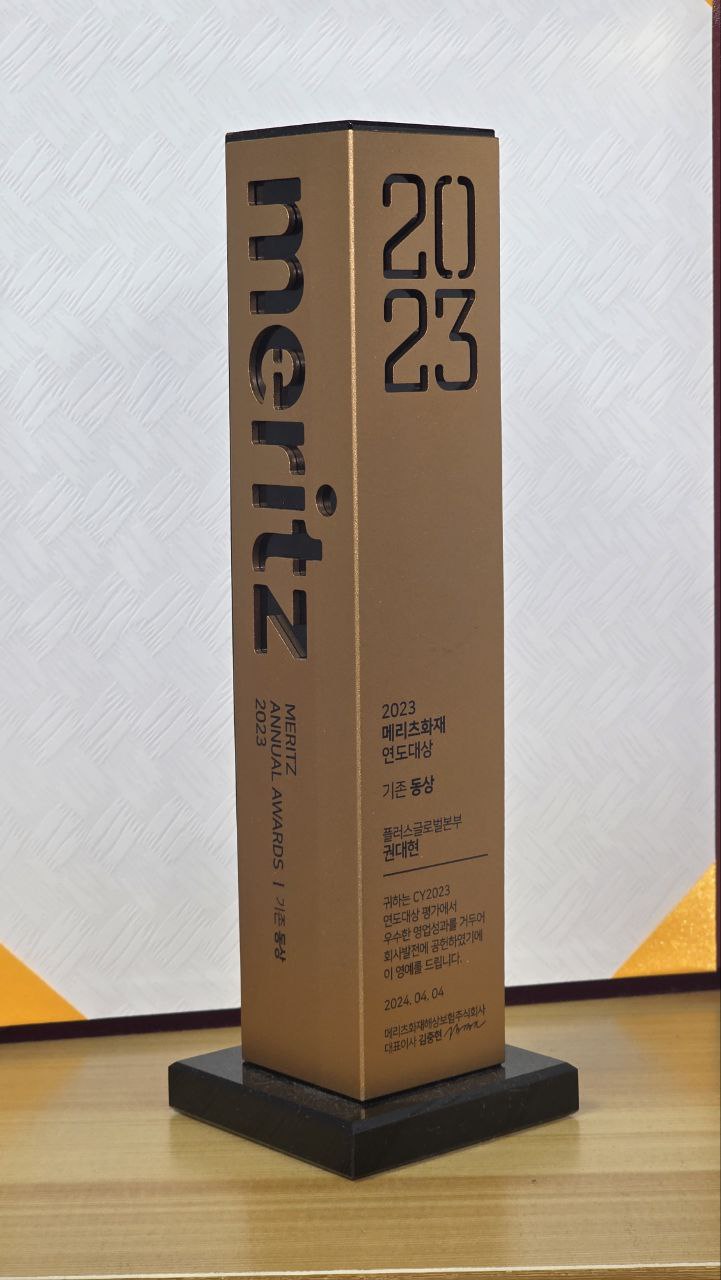 meritz
MERITZ
ANNUAL AWARDS | 기존 동상
2023
20
23
2023
메리츠화재
연도대상
기존 동상
플러스글로벌본부
권대현
귀하는 CY2023
연도대상 평가에서
우수한 영업성과를 거두어
회사발전에 공헌하였기에
이 영예를 드립니다.
2024. 04. 04
메리츠화재해상보험주식회사
대표이사 김중현